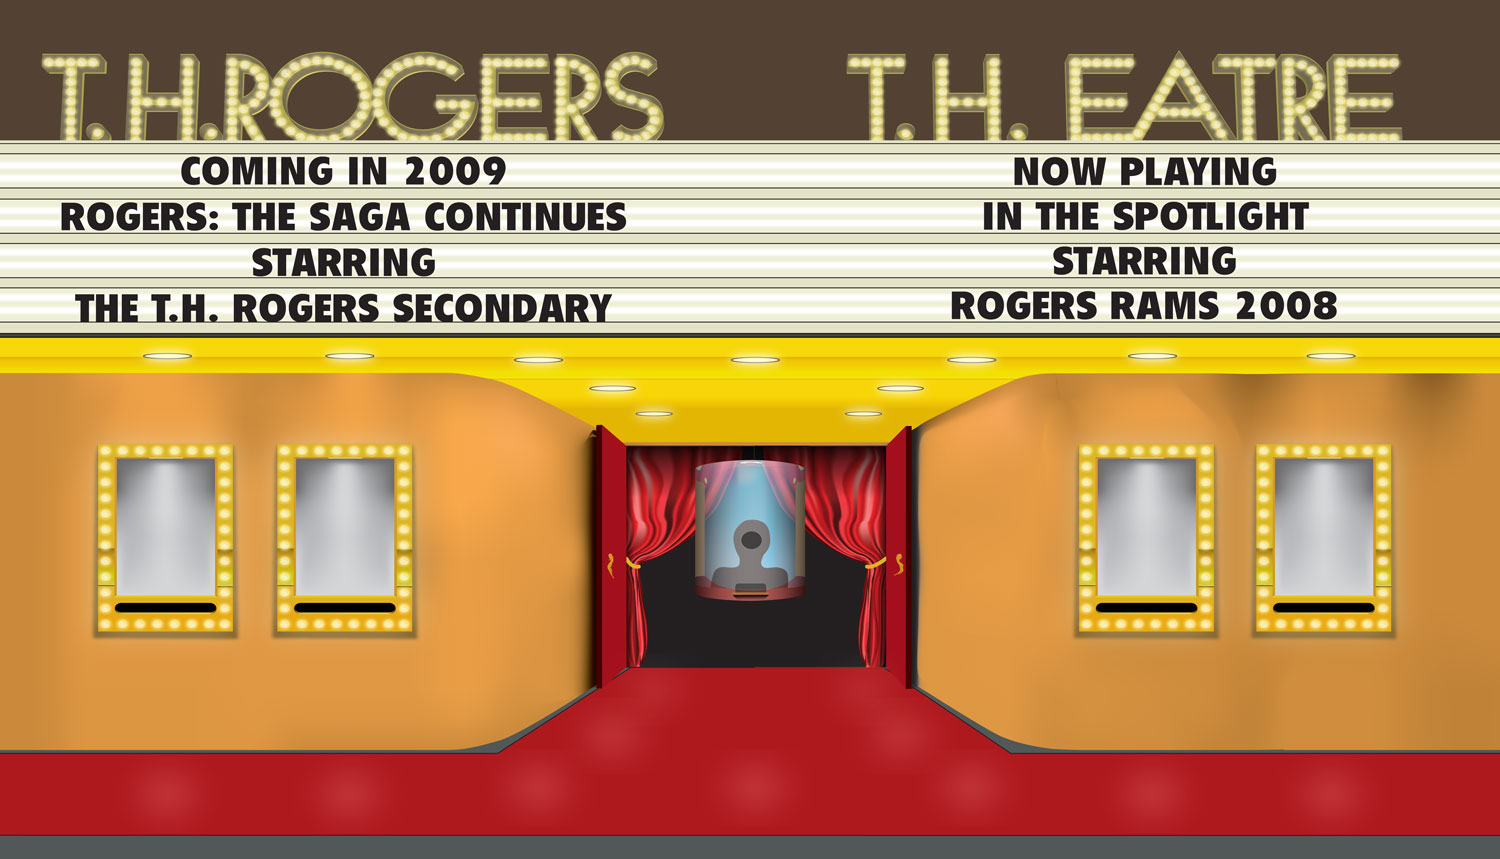 T.H.ROGERS
COMING IN 2009
ROGERS: THE SAGA CONTINUES
STARRING
THE T.H. ROGERS SECONDARY
T.H. EATRE
NOW PLAYING
IN THE SPOTLIGHT
STARRING
ROGERS RAMS 2008